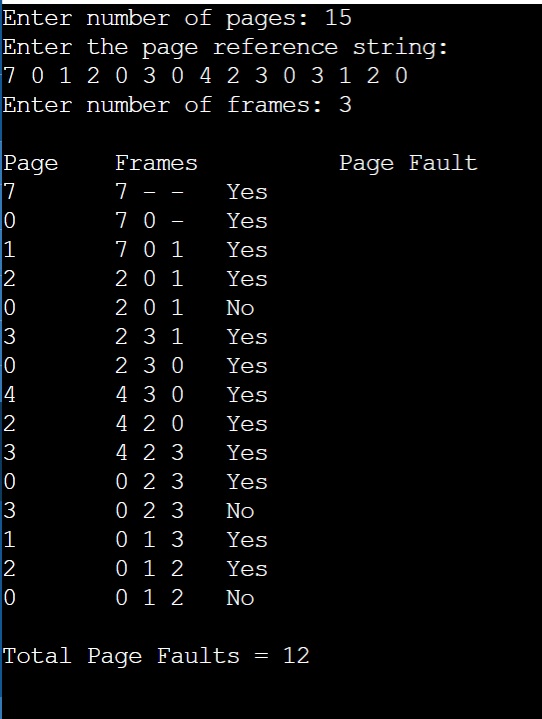 Enter number of pages: 15
Enter the page reference string:
7 0 1 2 0 3 0 4 2 3 0 3 1 2 0
Enter number of frames: 3
Page Frames Page Fault
7 7 - - Yes
0 7 0 - Yes
1 7 0 1 Yes
2 2 0 1 Yes
0 2 0 1 No
3 2 3 1 Yes
0 2 3 0 Yes
4 4 3 0 Yes
2 4 2 0 Yes
3 4 2 3 Yes
0 0 2 3 Yes
3 0 2 3 No
1 0 1 3 Yes
2 0 1 2 Yes
0 0 1 2 No
Total Page Faults = 12